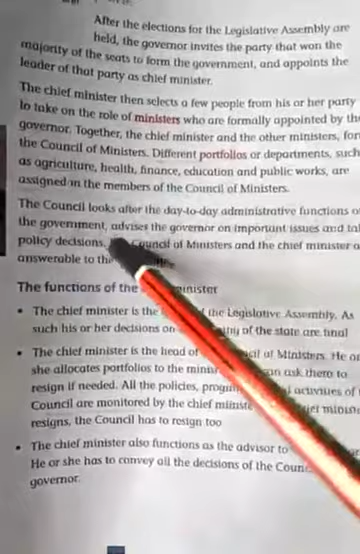 After the elections for the Legislative Assembly are
held, the governor invites the party that won the
majority of the seats to form the government, and appoints the
leader of that party as chief minister.
The chief minister then selects a few people from his or her party
to take on the role of ministers who are formally appointed by the
governor. Together, the chief minister and the other ministers, for
the Council of Ministers. Different portfolios or departments, such
as agriculture, health, finance, education and public works, are
assigned to the members of the Council of Ministers.
The Council looks after the day-to-day administrative functions o
the government, advises the governor on important issues and ta
policy decisions. Council of Ministers and the chief minister a
answerable to the
The functions of the minister
• The chief minister is the the Legislative Assembly. As
such his or her decisions on of the state are final
• The chief minister is the head of of Ministers. He or
she allocates portfolios to the ask them to
resign if needed. All the policies, activities of
Council are monitored by the chief
resigns, the Council has to resign too
• The chief minister also functions as the advisor to
He or she has to convey all the decisions of the
governor.